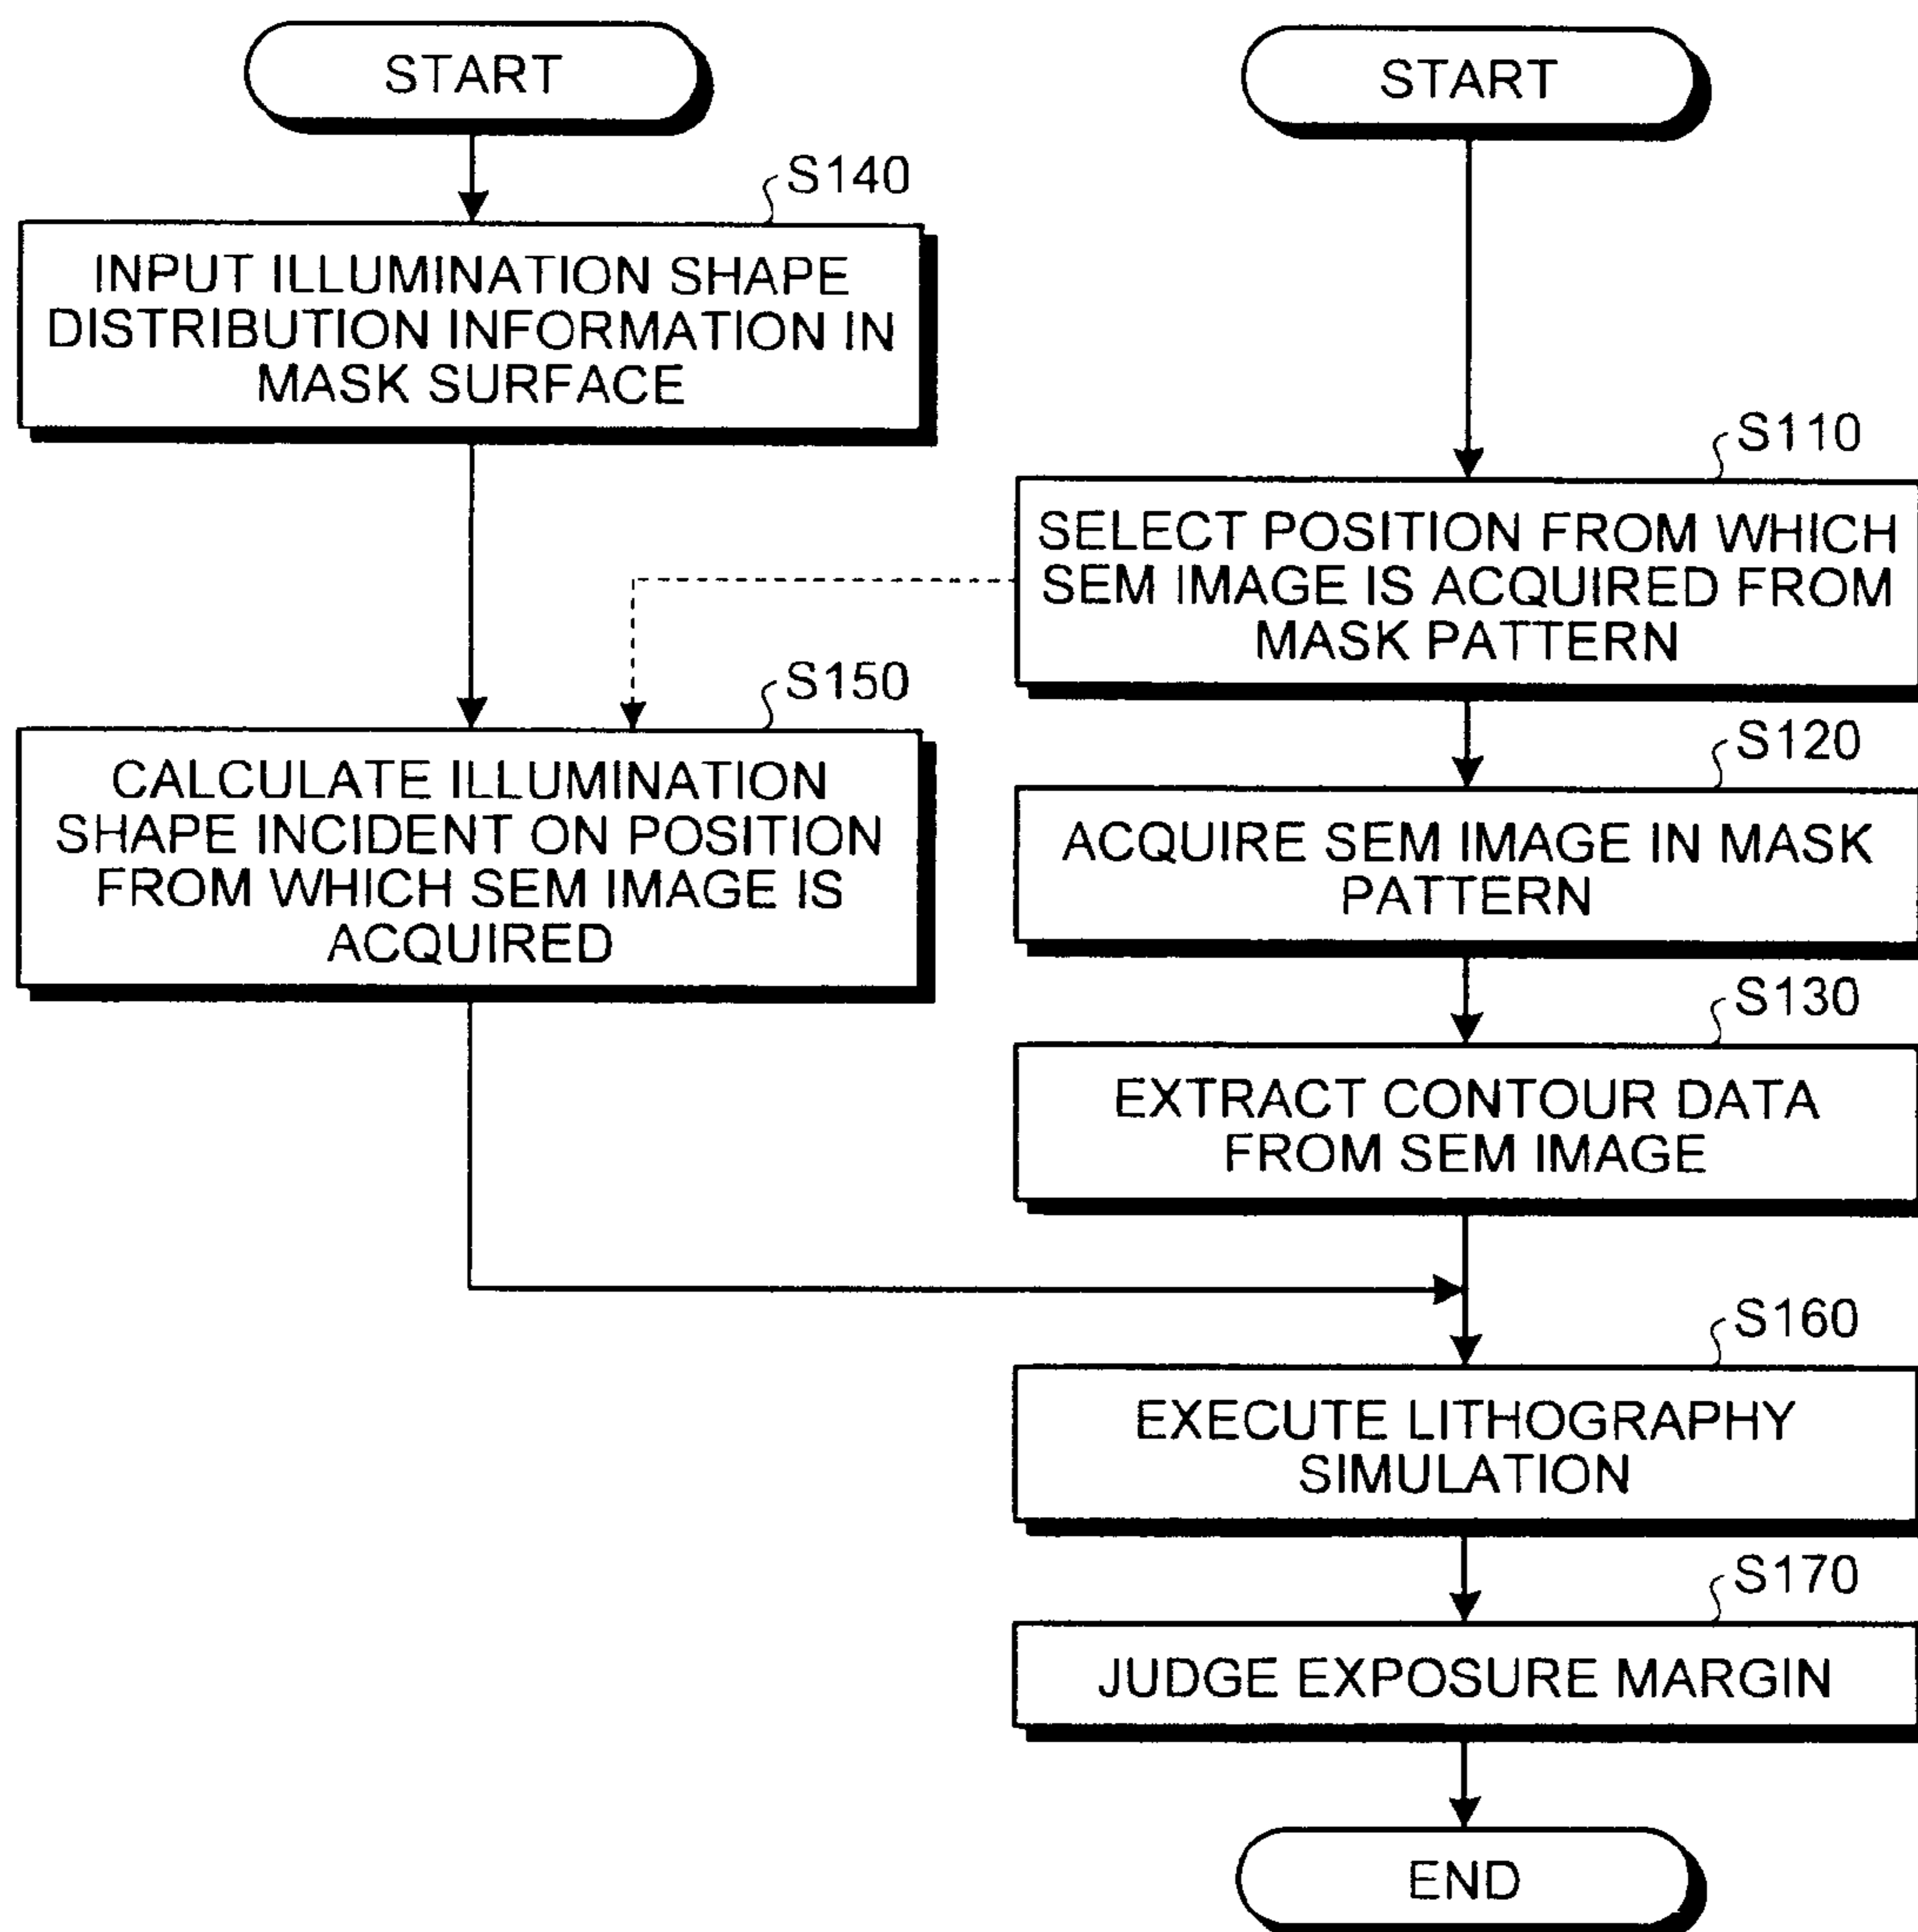 START
S140
INPUT ILLUMINATION SHAPE
DISTRIBUTION INFORMATION IN
MASK SURFACE
S150
CALCULATE ILLUMINATION
SHAPE INCIDENT ON POSITION
FROM WHICH SEM IMAGE IS
ACQUIRED
START
S110
SELECT POSITION FROM WHICH
SEM IMAGE IS ACQUIRED FROM
MASK PATTERN
S120
ACQUIRE SEM IMAGE IN MASK
PATTERN
S130
EXTRACT CONTOUR DATA
FROM SEM IMAGE
S160
EXECUTE LITHOGRAPHY
SIMULATION
S170
JUDGE EXPOSURE MARGIN
END